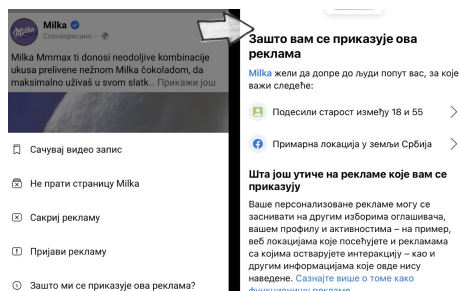 Milka
Спонзорисано ·
Milka Mmmax ti donosi neodoljive kombinacije
ukusa prelivene nežnom Milka čokoladom, da
maksimalno uživaš u svom slatk... Прикажи још
Сачувај видео запис
Не прати страницу Milka
Сакриј рекламу
Пријави рекламу
Зашто ми се приказује ова реклама?
Зашто вам се приказује ова
реклама
Milka жели да допре до људи попут вас, за које
важи следеће:
Подесили старост између 18 и 55
Примарна локација у земљи Србија
Шта још утиче на рекламе које вам се
приказују
Ваше персонализоване рекламе могу се
заснивати на другим изборима оглашивача,
вашем профилу и активностима – на пример,
веб локацијама које посећујете и рекламама
са којима остварујете интеракцију – као и
другим информацијама које овде нису
наведене. Сазнајте више о томе како
функционишу рекламе